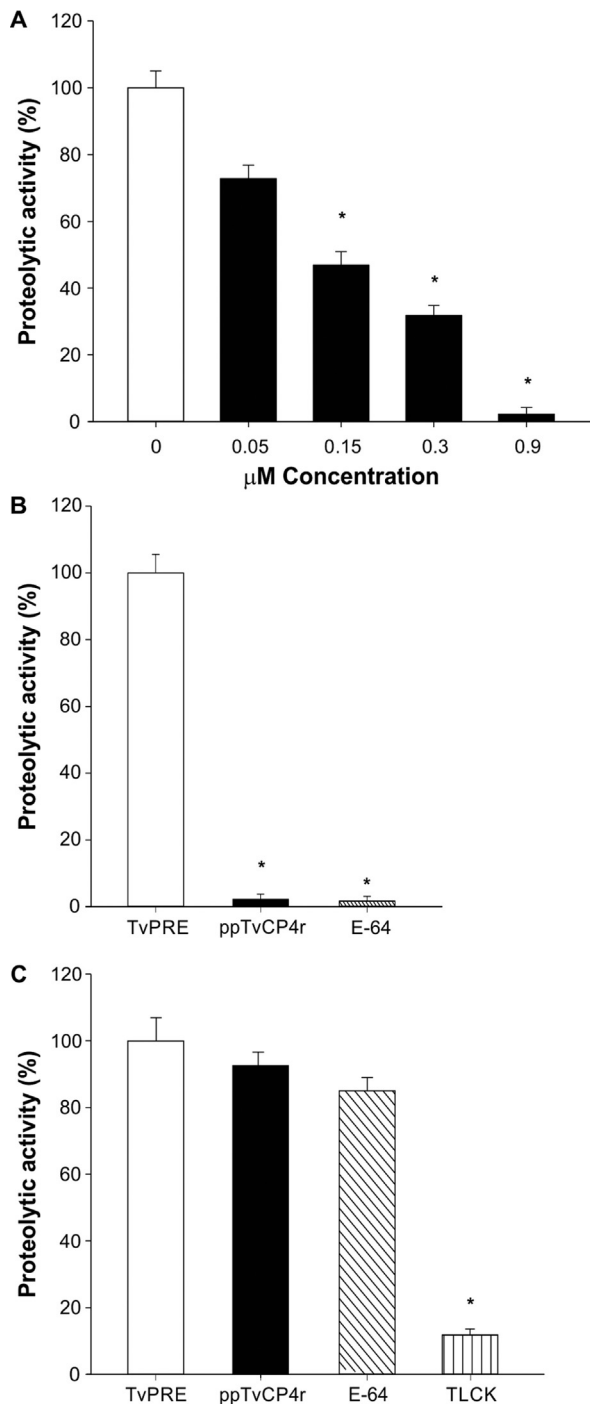 A
Proteolytic activity (%)
120
100
80
60
40
20
0
*
*
*
0 0.05 0.15 0.3 0.9
μM Concentration
B
Proteolytic activity (%)
120
100
80
60
40
20
0
* *
TvPRE ppTvCP4r E-64
C
Proteolytic activity (%)
120
100
80
60
40
20
0
*
TvPRE ppTvCP4r E-64 TLCK